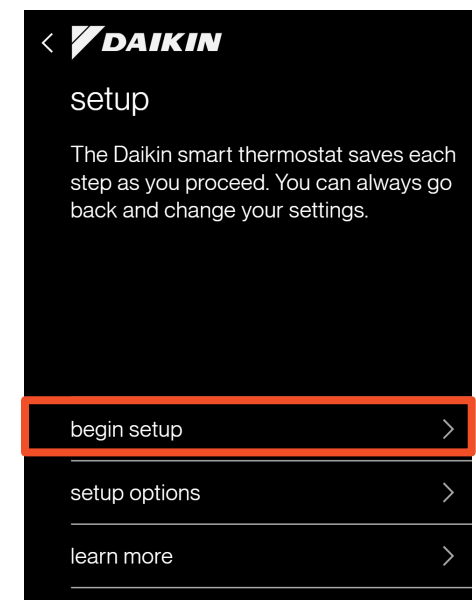 DAIKIN
setup
The Daikin smart thermostat saves each
step as you proceed. You can always go
back and change your settings.
begin setup
setup options
learn more